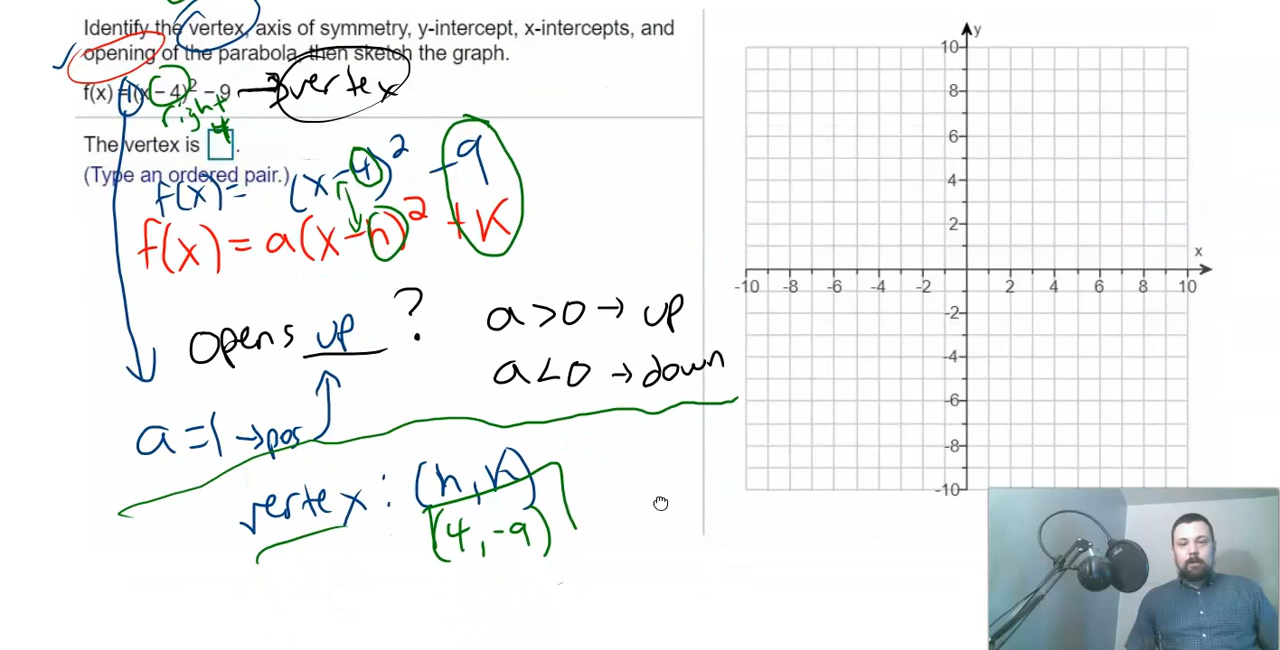 Identify the vertex, axis of symmetry, y-intercept, x-intercepts, and
opening of the parabola, then sketch the graph.
f(x) = 1(x - 4)² - 9 → vertex
right 4
The vertex is .
(Type an ordered pair.)
f(x) = (x - 4)² - 9
f(x) = a(x - h)² + K
opens up ?
a > 0 → up
a < 0 → down
a = 1 → pos
vertex : (h, K)
(4, -9)
y
10
8
6
4
2
x
-10 -8 -6 -4 -2 2 4 6 8 10
-2
-4
-6
-8
-10